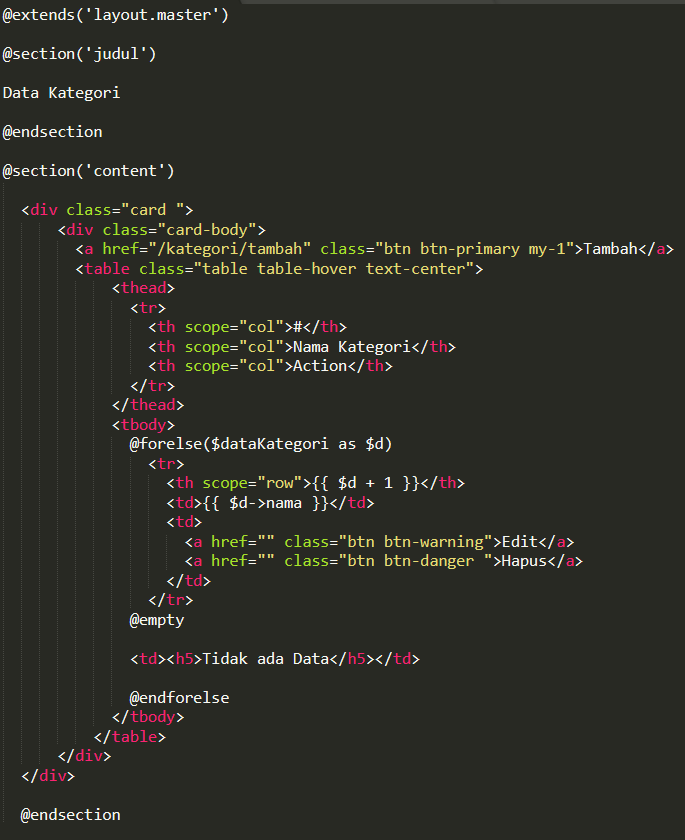 @extends('layout.master')
@section('judul')
Data Kategori
@endsection
@section('content')
<div class="card ">
<div class="card-body">
<a href="/kategori/tambah" class="btn btn-primary my-1">Tambah</a>
<table class="table table-hover text-center">
<thead>
<tr>
<th scope="col">#</th>
<th scope="col">Nama Kategori</th>
<th scope="col">Action</th>
</tr>
</thead>
<tbody>
@forelse($dataKategori as $d)
<tr>
<th scope="row">{{ $d + 1 }}</th>
<td>{{ $d->nama }}</td>
<td>
<a href="" class="btn btn-warning">Edit</a>
<a href="" class="btn btn-danger ">Hapus</a>
</td>
</tr>
@empty
<td><h5>Tidak ada Data</h5></td>
@endforelse
</tbody>
</table>
</div>
</div>
@endsection